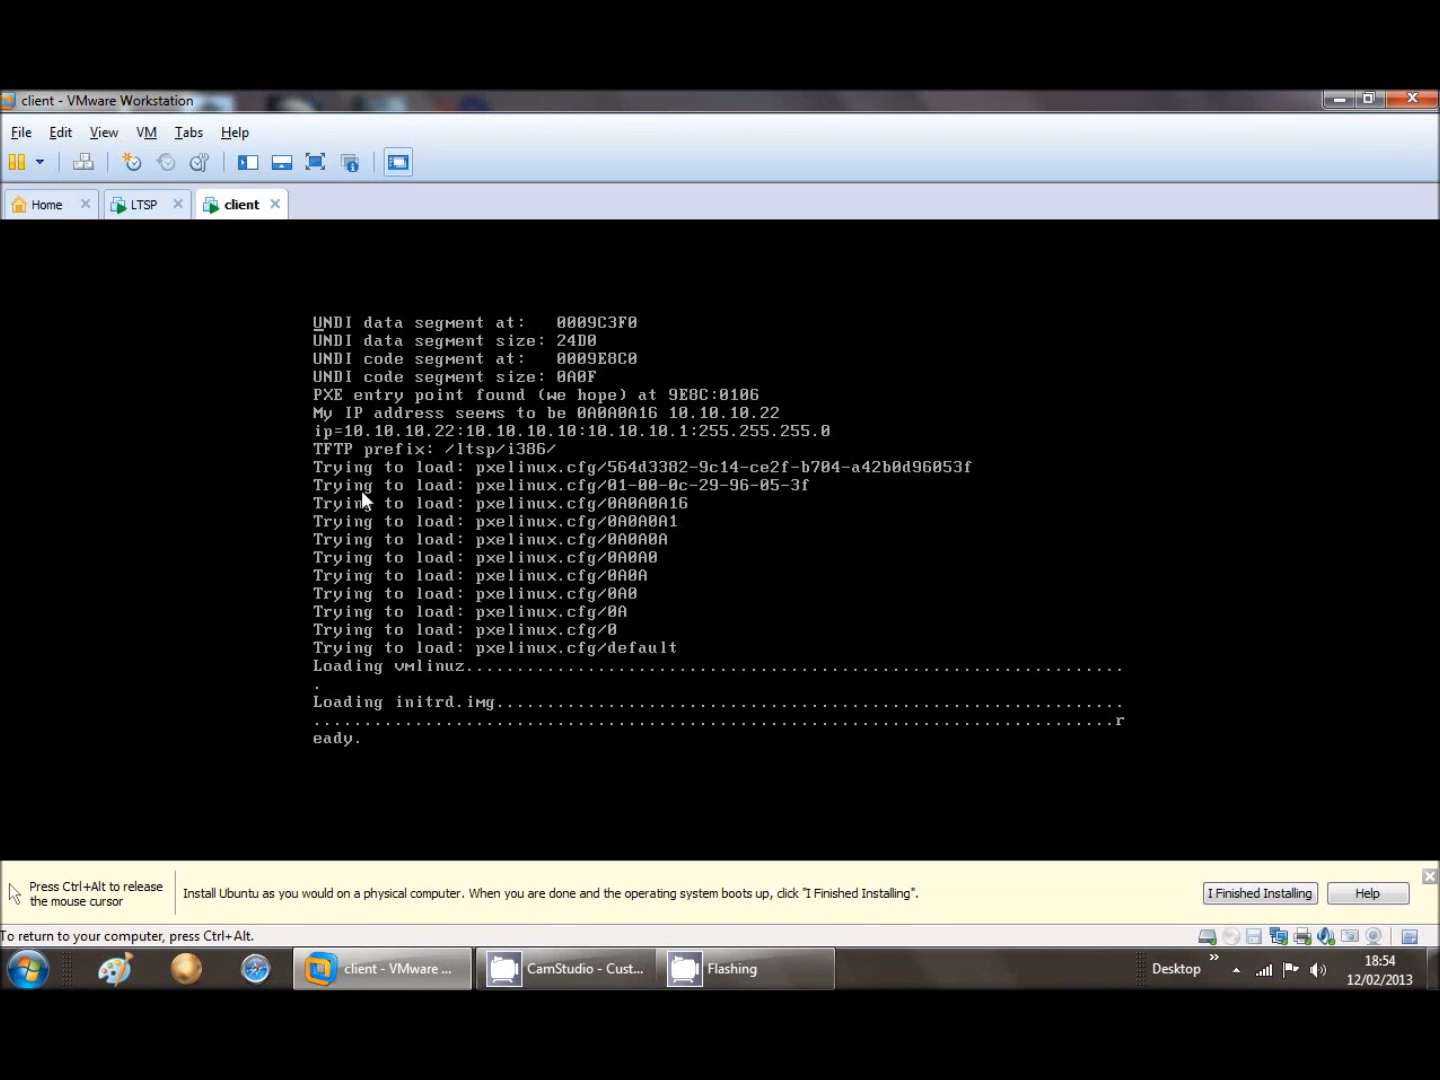 client - VMware Workstation
File Edit View VM Tabs Help
Home LTSP client
UNDI data segment at:   0009C3F0
UNDI data segment size: 24D0
UNDI code segment at:   0009E8C0
UNDI code segment size: 0A0F
PXE entry point found (we hope) at 9E8C:0106
My IP address seems to be 0A0A0A16 10.10.10.22
ip=10.10.10.22:10.10.10.10:10.10.10.1:255.255.255.0
TFTP prefix: /ltsp/i386/
Trying to load: pxelinux.cfg/564d3382-9c14-ce2f-b704-a42b0d96053f
Trying to load: pxelinux.cfg/01-00-0c-29-96-05-3f
Trying to load: pxelinux.cfg/0A0A0A16
Trying to load: pxelinux.cfg/0A0A0A1
Trying to load: pxelinux.cfg/0A0A0A
Trying to load: pxelinux.cfg/0A0A0
Trying to load: pxelinux.cfg/0A0A
Trying to load: pxelinux.cfg/0A0
Trying to load: pxelinux.cfg/0A
Trying to load: pxelinux.cfg/0
Trying to load: pxelinux.cfg/default
Loading vmlinuz.................................................................
.
Loading initrd.img..............................................................
...............................................................................r
eady.
Press Ctrl+Alt to release
the mouse cursor
Install Ubuntu as you would on a physical computer. When you are done and the operating system boots up, click "I Finished Installing".
I Finished Installing Help
To return to your computer, press Ctrl+Alt.
client - VMware ... CamStudio - Cust... Flashing Desktop » 18:54
12/02/2013